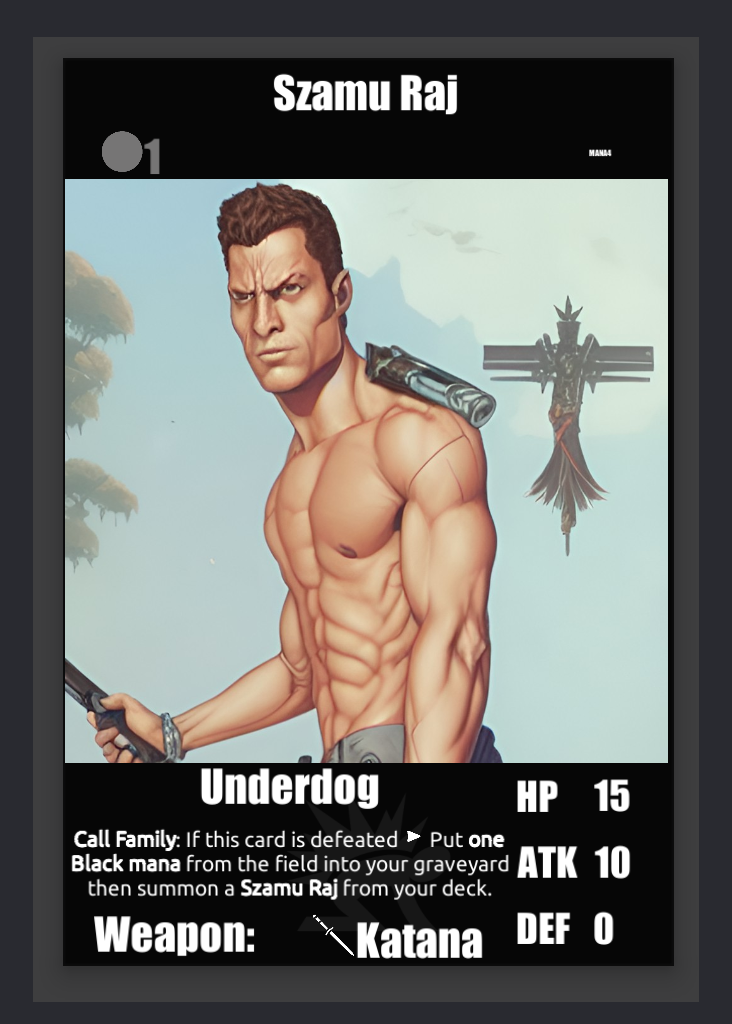 Szamu Raj
1
MANA4
Underdog
HP 15
Call Family: If this card is defeated ► Put one
Black mana from the field into your graveyard
then summon a Szamu Raj from your deck.
ATK 10
Weapon: Katana
DEF 0